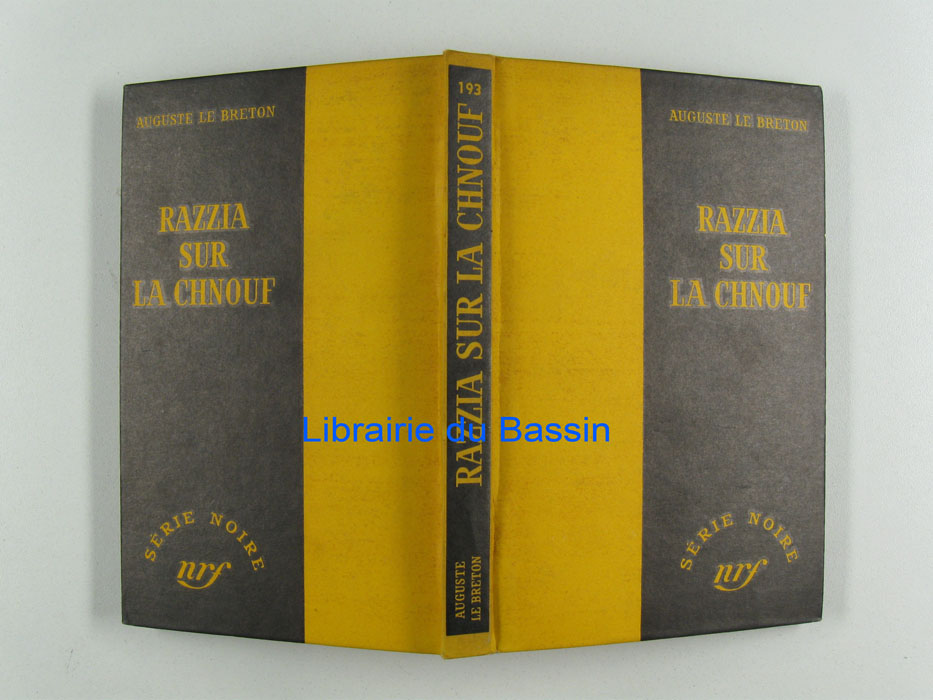 AUGUSTE LE BRETON
RAZZIA
SUR
LA CHNOUF
SÉRIE NOIRE
nrf
193
RAZZIA SUR LA CHNOUF
AUGUSTE
LE BRETON
AUGUSTE LE BRETON
RAZZIA
SUR
LA CHNOUF
SÉRIE NOIRE
nrf
Librairie du Bassin